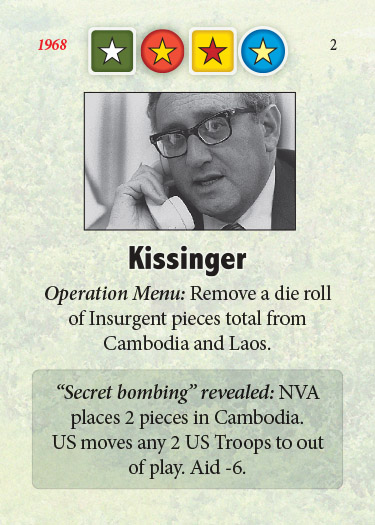 1968 2
Kissinger
Operation Menu: Remove a die roll
of Insurgent pieces total from
Cambodia and Laos.
“Secret bombing” revealed: NVA
places 2 pieces in Cambodia.
US moves any 2 US Troops to out
of play. Aid -6.